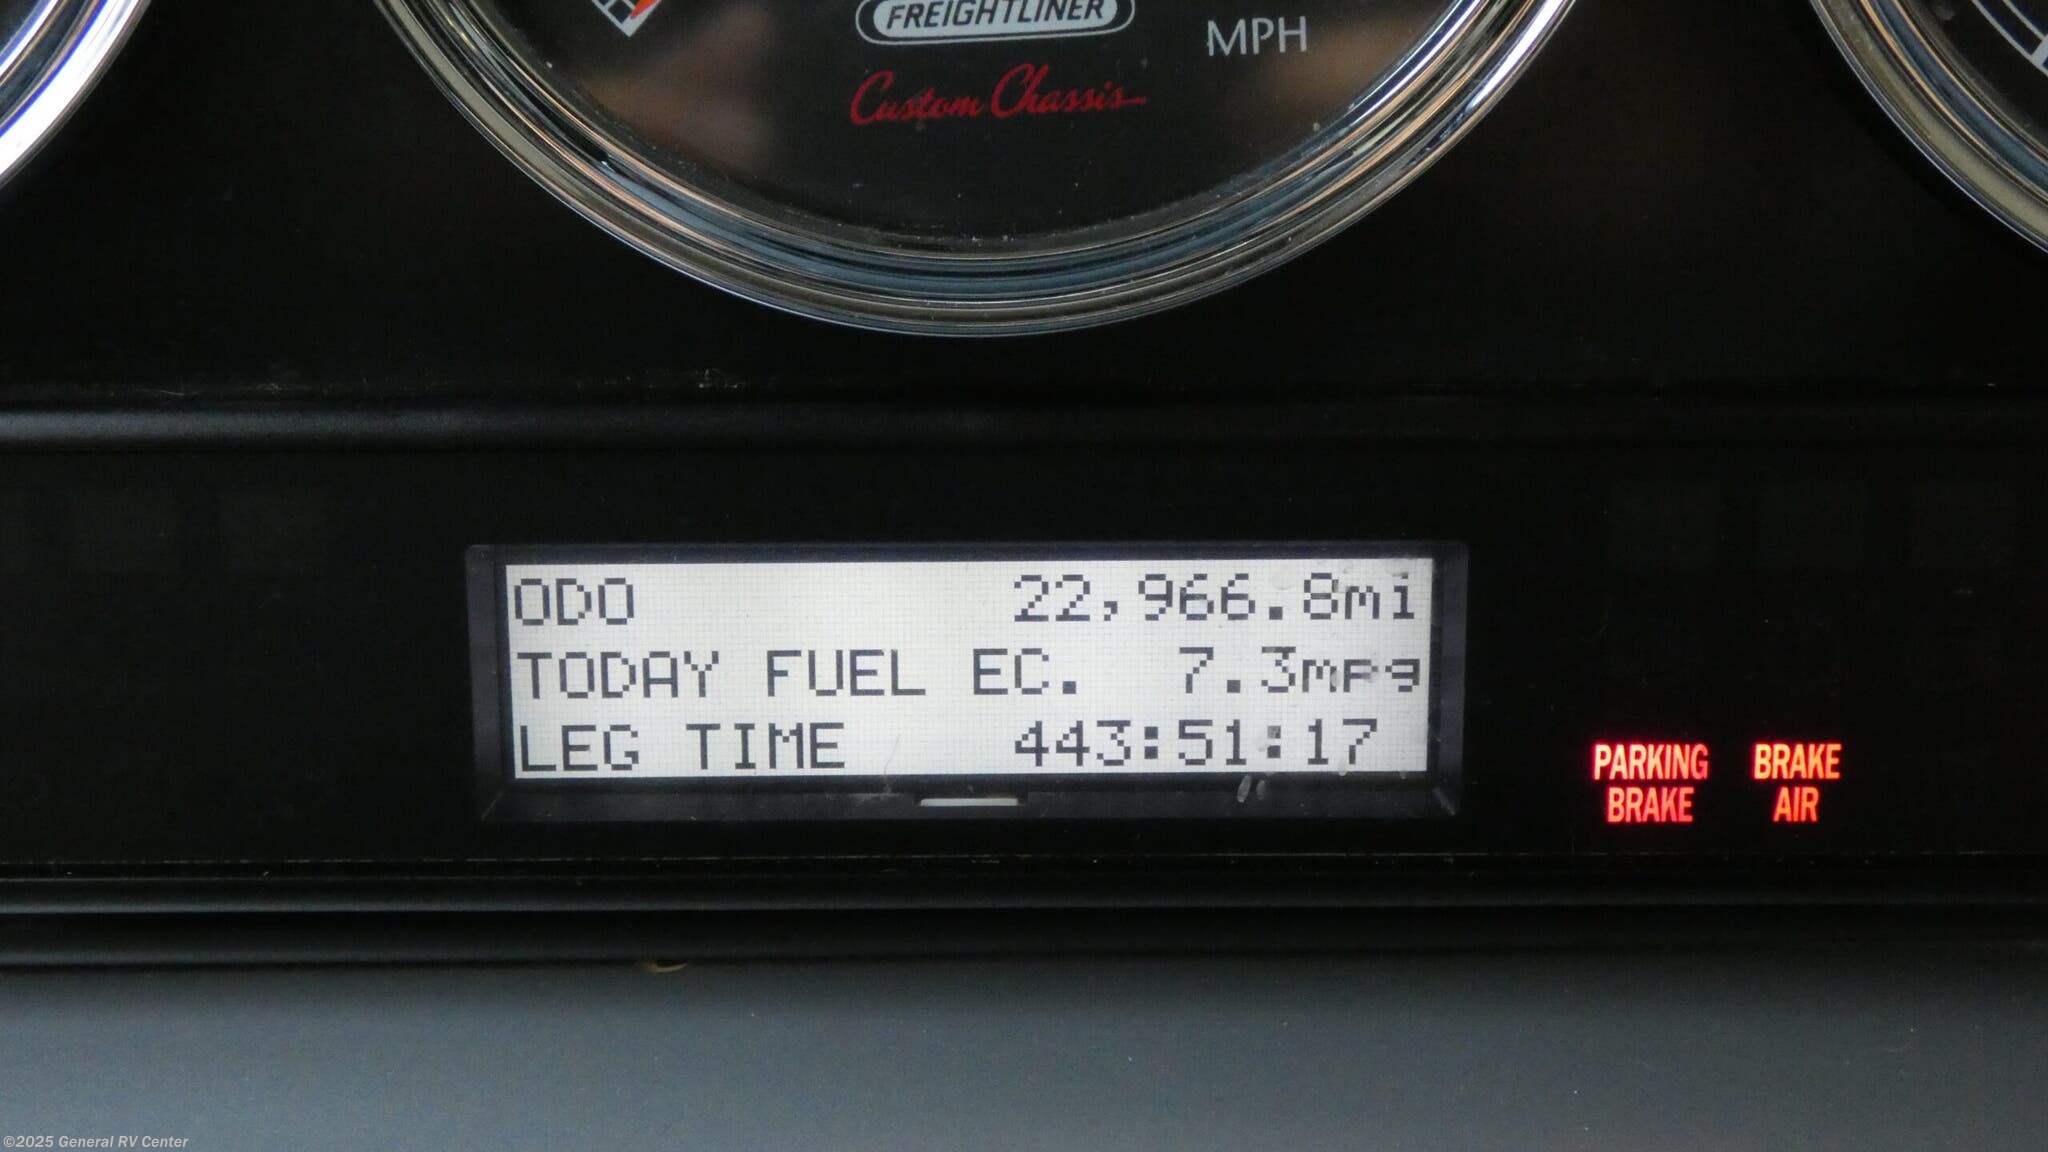 FREIGHTLINER
MPH
Custom Chassis
ODO 22,966.8mi
TODAY FUEL EC. 7.3mpg
LEG TIME 443:51:17
PARKING BRAKE
BRAKE AIR
©2025 General RV Center